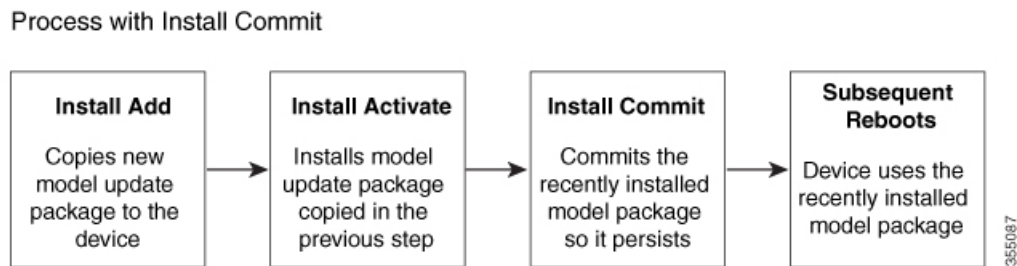 Process with Install Commit
Install Add
Copies new
model update
package to the
device
Install Activate
Installs model
update package
copied in the
previous step
Install Commit
Commits the
recently installed
model package
so it persists
Subsequent
Reboots
Device uses the
recently installed
model package
355087